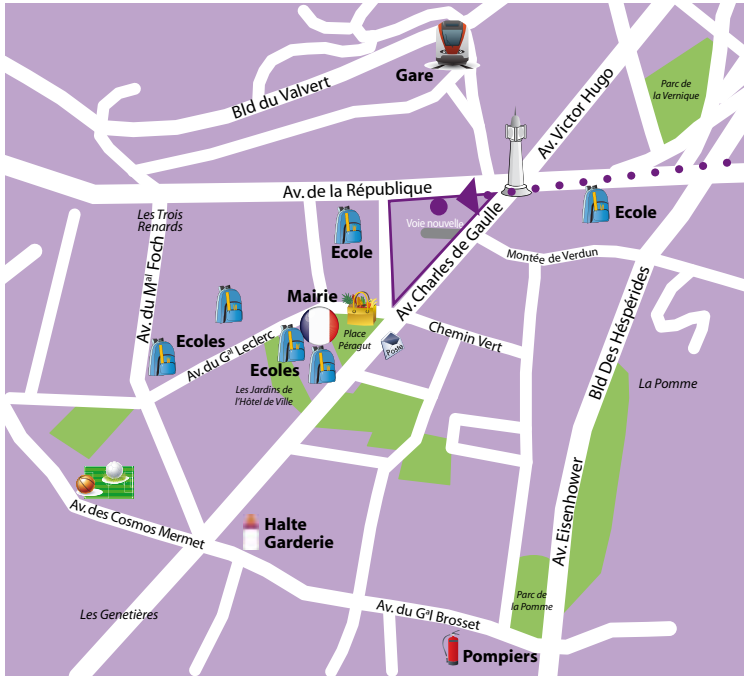 Gare
Bld du Valvert
Av. Victor Hugo
Parc de
la Vernique
Av. de la République
Les Trois
Renards
Ecole
Voie nouvelle
Ecole
Av. Charles de Gaulle
Montée de Verdun
Av. du Mal Foch
Mairie
Place
Péragut
Chemin Vert
Poste
Ecoles
Av. du Gal Leclerc
Ecoles
Les Jardins de
l'Hôtel de Ville
Bld Des Héspérides
La Pomme
Av. Eisenhower
Av. des Cosmos Mermet
Halte
Garderie
Les Genetières
Av. du Gal Brosset
Parc de
la Pomme
Pompiers